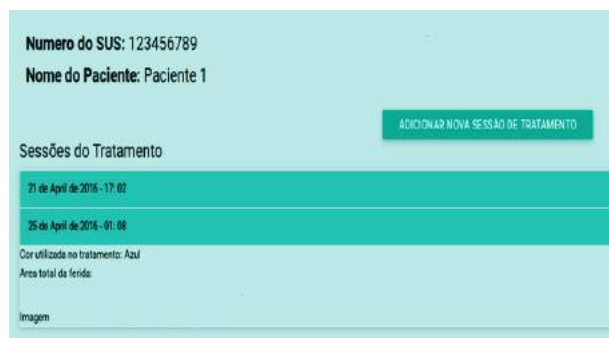 Numero do SUS: 123456789
Nome do Paciente: Paciente 1
ADICIONAR NOVA SESSÃO DE TRATAMENTO
Sessões do Tratamento
21 de April de 2016 - 17: 02
25 de April de 2016 - 01: 08
Cor utilizada no tratamento: Azul
Area total da ferida:
Imagem